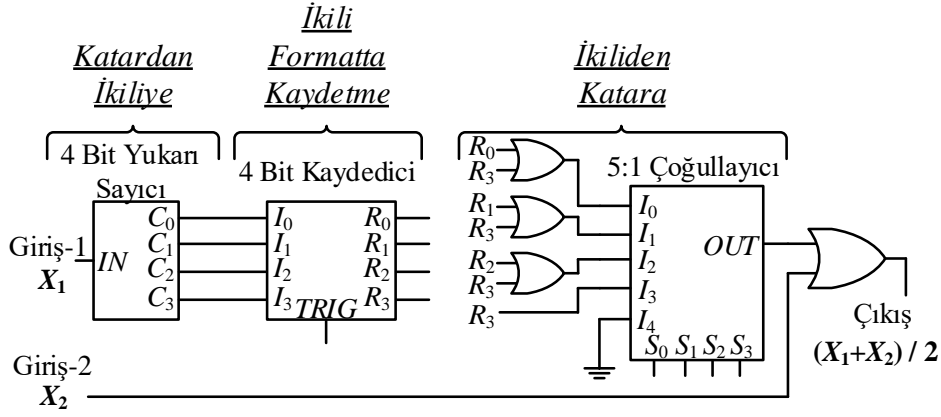 Katardan
İkiliye
İkili
Formatta
Kaydetme
İkiliden
Katara
4 Bit Yukarı
Sayıcı
4 Bit Kaydedici
5:1 Çoğullayıcı
Giriş-1
X₁
IN
C₀
C₁
C₂
C₃
I₀
I₁
I₂
I₃
TRIG
R₀
R₁
R₂
R₃
R₀
R₃
R₁
R₃
R₂
R₃
R₃
I₀
I₁
I₂
I₃
I₄
OUT
S₀ S₁ S₂ S₃
Çıkış
(X₁+X₂) / 2
Giriş-2
X₂